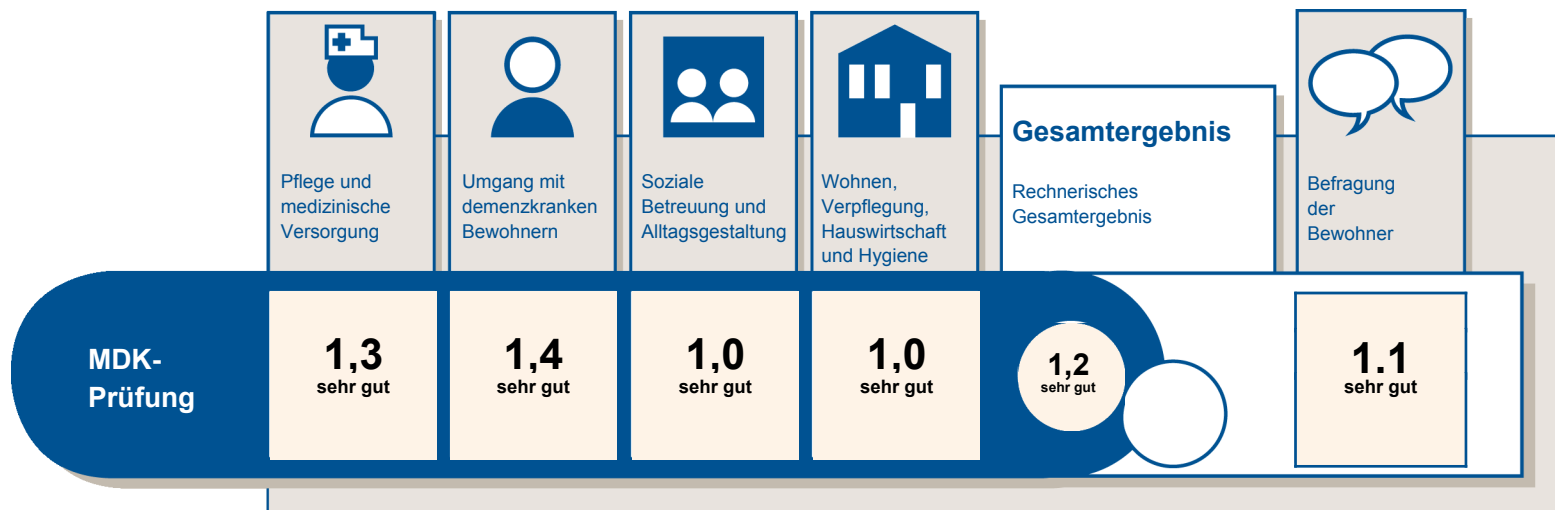 Pflege und
medizinische
Versorgung
Umgang mit
demenzkranken
Bewohnern
Soziale
Betreuung und
Alltagsgestaltung
Wohnen,
Verpflegung,
Hauswirtschaft
und Hygiene
Gesamtergebnis
Rechnerisches
Gesamtergebnis
Befragung
der
Bewohner
MDK-
Prüfung
1,3
sehr gut
1,4
sehr gut
1,0
sehr gut
1,0
sehr gut
1,2
sehr gut
1.1
sehr gut